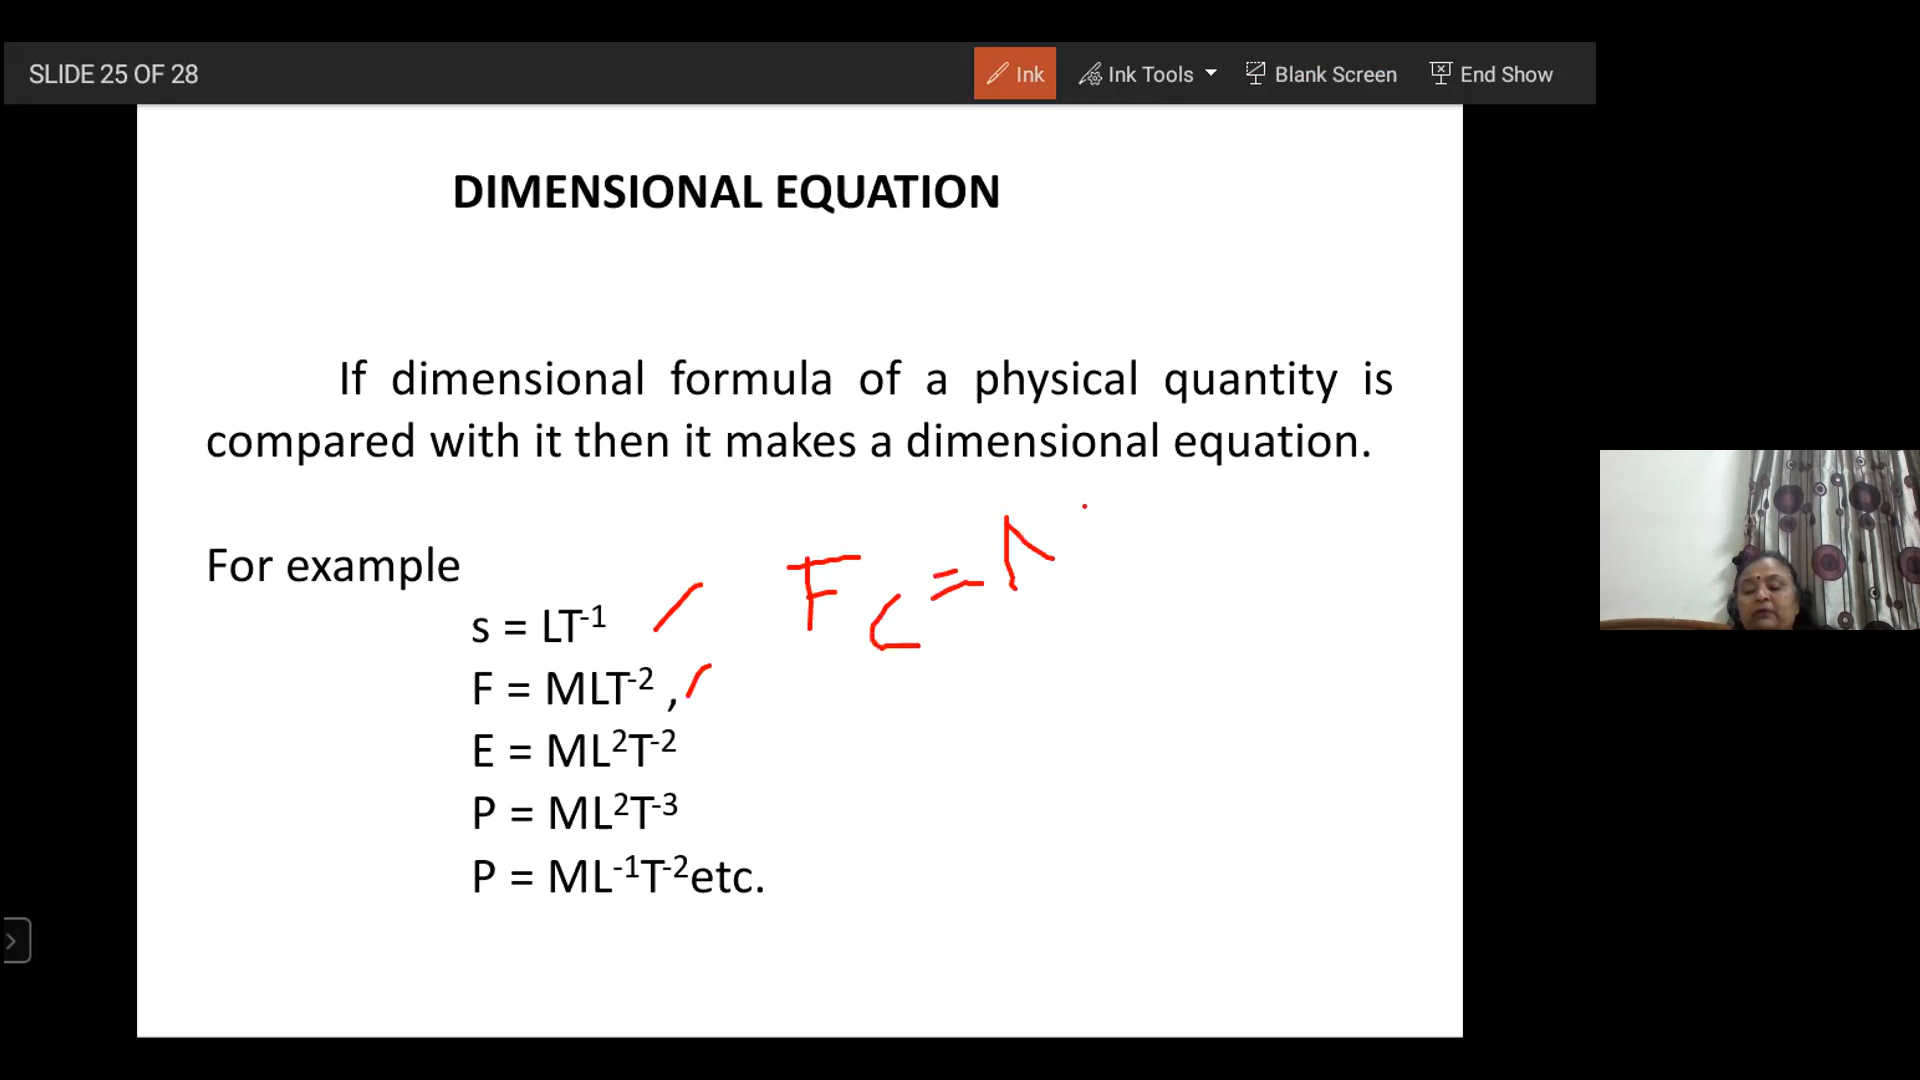 SLIDE 25 OF 28
Ink
Ink Tools
Blank Screen
End Show
DIMENSIONAL EQUATION
If dimensional formula of a physical quantity is
compared with it then it makes a dimensional equation.
For example
s = LT⁻¹
F = MLT⁻² ,
E = ML²T⁻²
P = ML²T⁻³
P = ML⁻¹T⁻²etc.